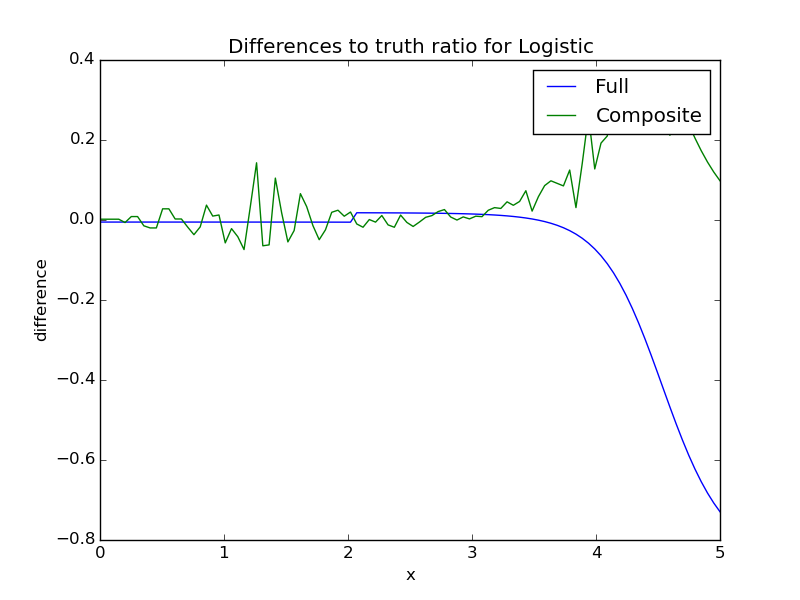 Differences to truth ratio for Logistic
Full
Composite
0.4
0.2
0.0
−0.2
−0.4
−0.6
−0.8
difference
0 1 2 3 4 5
x